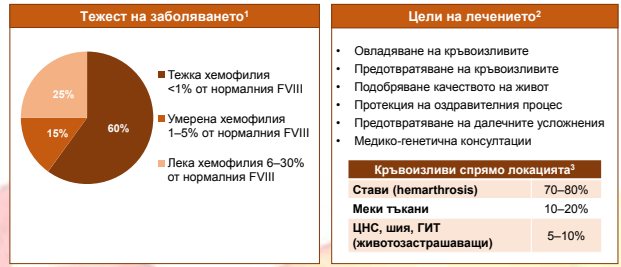 Тежест на заболяването1
25%
15%
60%
Тежка хемофилия
<1% от нормалния FVIII
Умерена хемофилия
1–5% от нормалния FVIII
Лека хемофилия 6–30%
от нормалния FVIII
Цели на лечението2
• Овладяване на кръвоизливите
• Предотвратяване на кръвоизливите
• Подобряване качеството на живот
• Протекция на оздравителния процес
• Предотвратяване на далечните усложнения
• Медико-генетична консултации
Кръвоизливи спрямо локацията3
Стави (hemarthrosis) 70–80%
Меки тъкани 10–20%
ЦНС, шия, ГИТ
(животозастрашаващи) 5–10%